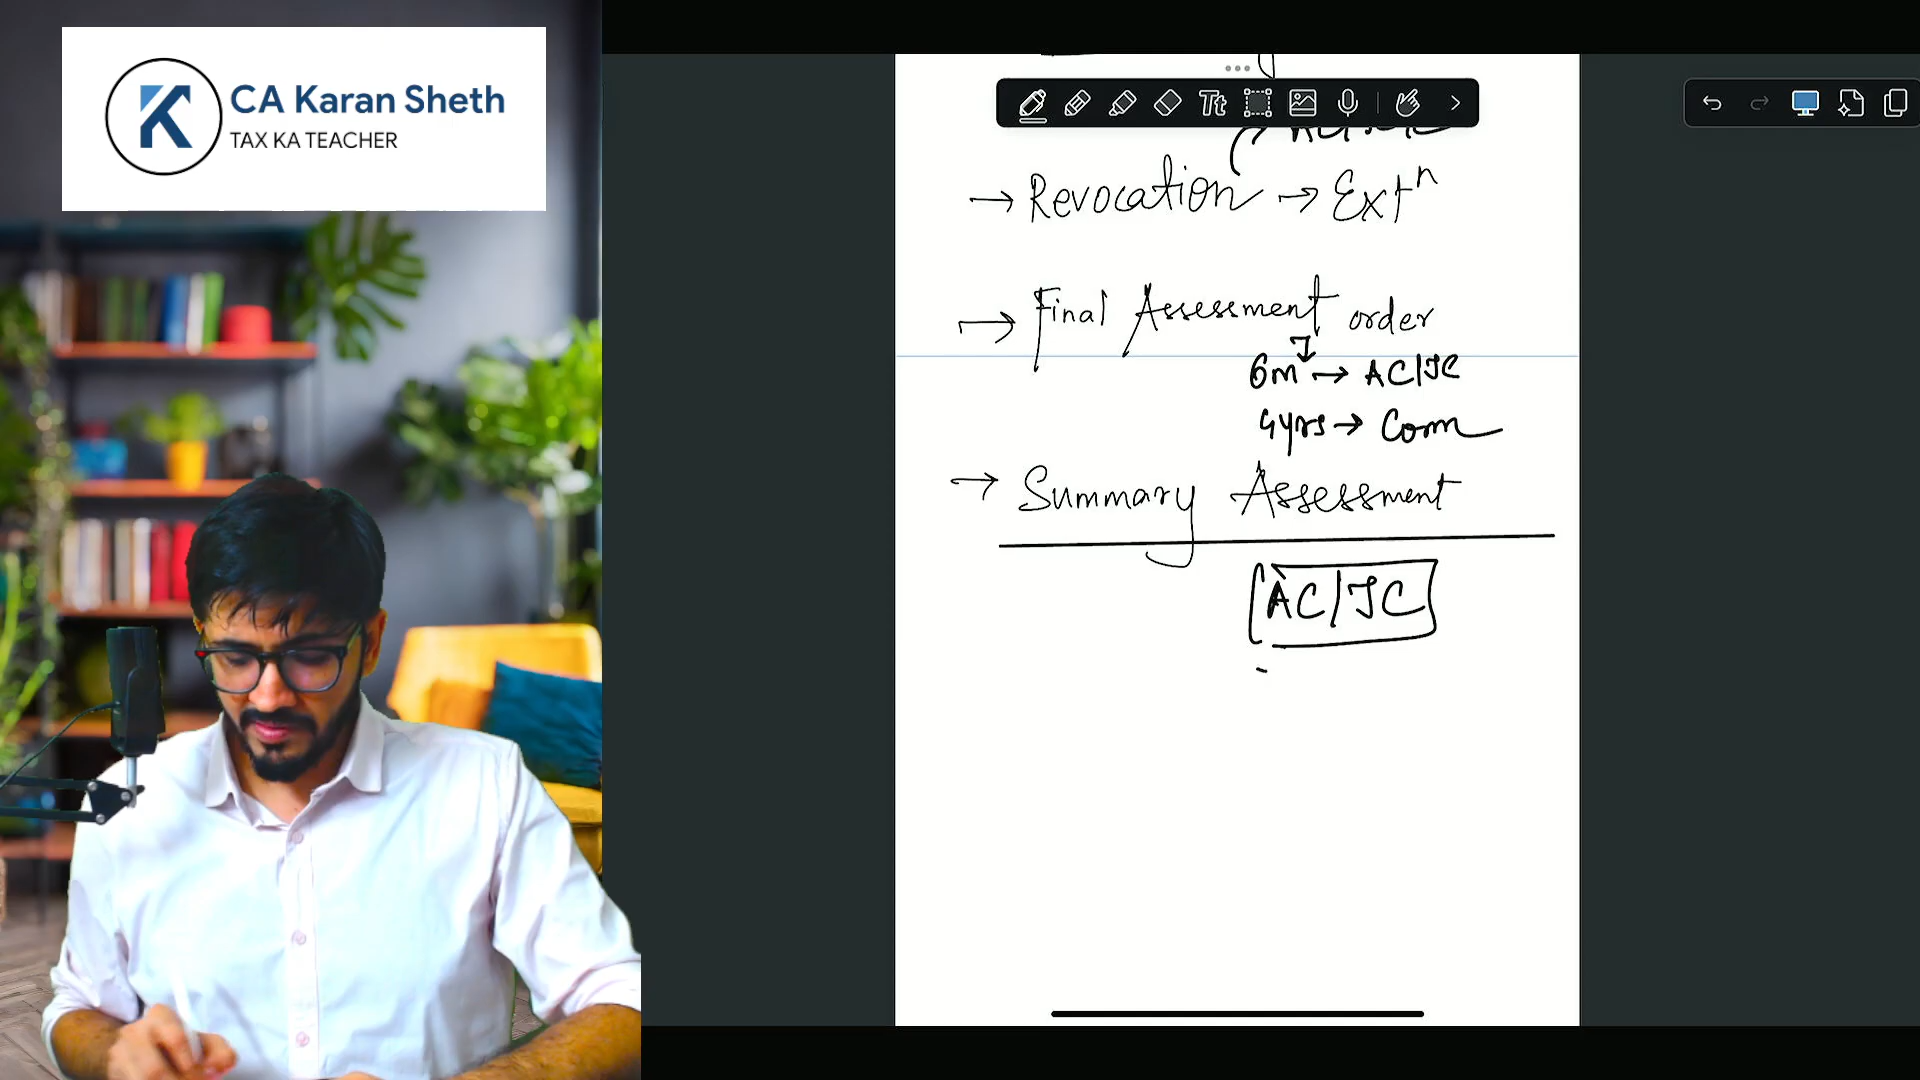 CA Karan Sheth
TAX KA TEACHER
Tt
→ Revocation → Extⁿ
→ Final Assessment order
6m → AC/JC
4yrs → Com
→ Summary Assessment
AC/JC